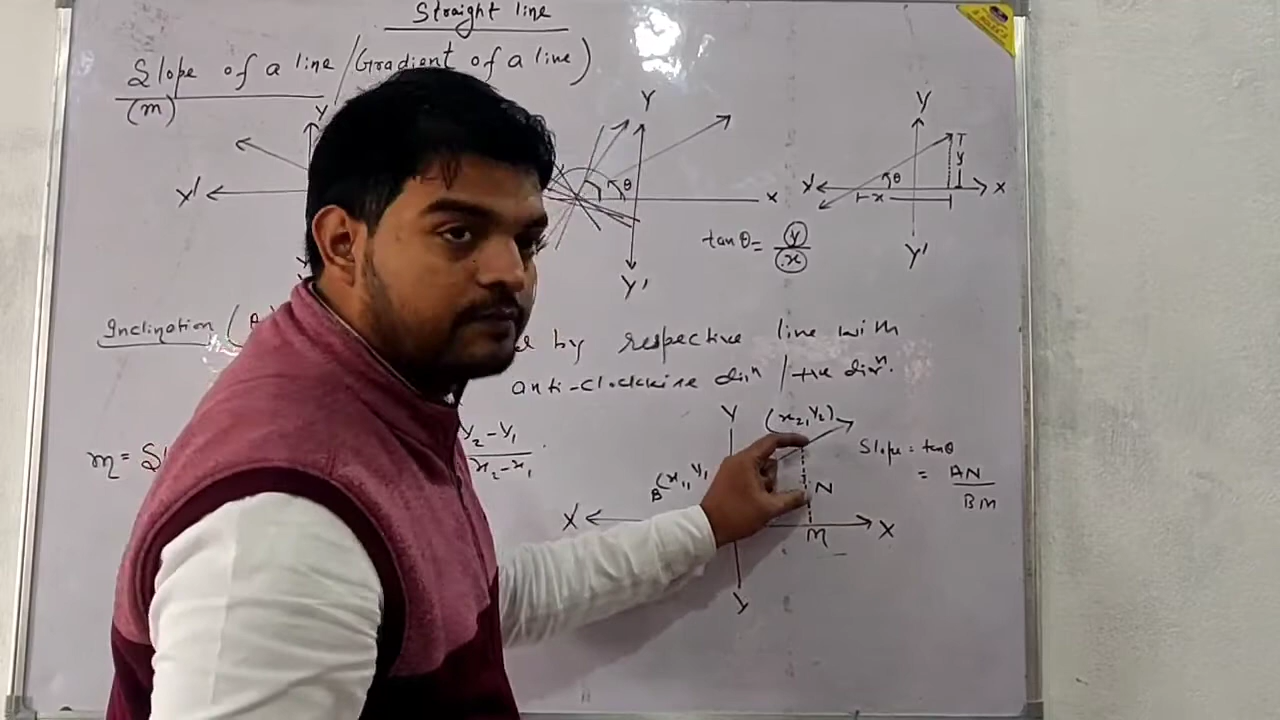 Straight line
Slope of a line / (Gradient of a line)
(m)
Y
X'
Y
θ
X
Y'
Y
T
y
θ
X' X
x
Y'
tan θ = y/x
Inclination ( by respective line with
anti-clockwise dirⁿ / +ve dirⁿ.
m = S y₂-y₁/x₂-x₁
Y
(x₂, y₂)
B (x₁, y₁
N
X' X
M
Y
Slope = tan θ
= AN/BM